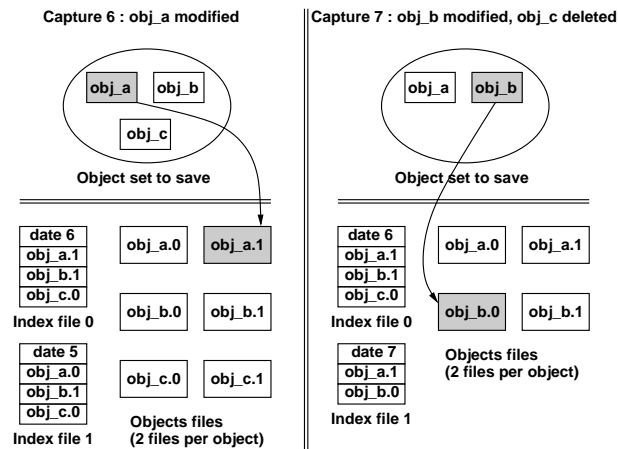 Capture 6 : obj_a modified
obj_a
obj_b
obj_c
Object set to save
date 6
obj_a.1
obj_b.1
obj_c.0
Index file 0
date 5
obj_a.0
obj_b.1
obj_c.0
Index file 1
obj_a.0
obj_a.1
obj_b.0
obj_b.1
obj_c.0
obj_c.1
Objects files
(2 files per object)
Capture 7 : obj_b modified, obj_c deleted
obj_a
obj_b
Object set to save
date 6
obj_a.1
obj_b.1
obj_c.0
Index file 0
date 7
obj_a.1
obj_b.0
Index file 1
obj_a.0
obj_a.1
obj_b.0
obj_b.1
Objects files
(2 files per object)